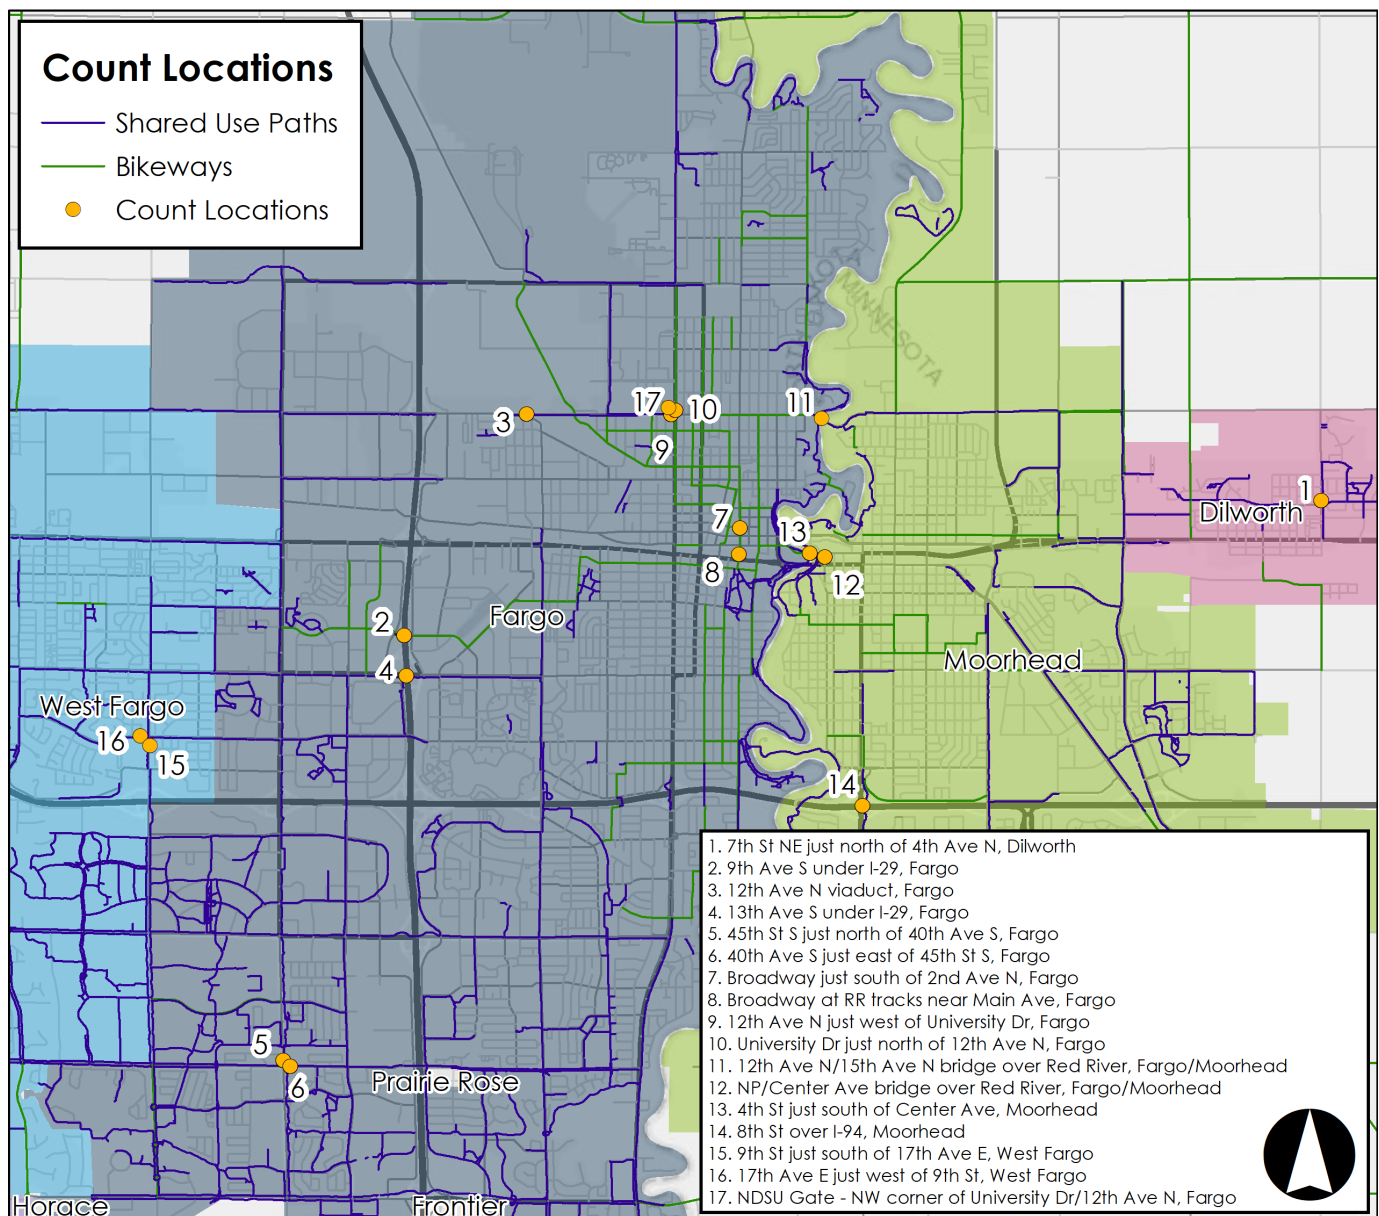 Count Locations
Shared Use Paths
Bikeways
Count Locations
MINNESOTA
17
10
11
3
9
1
Dilworth
7
13
8
12
Fargo
2
4
Moorhead
West Fargo
16
15
14
5
6
Prairie Rose
Horace
Frontier
1. 7th St NE just north of 4th Ave N, Dilworth
2. 9th Ave S under I-29, Fargo
3. 12th Ave N viaduct, Fargo
4. 13th Ave S under I-29, Fargo
5. 45th St S just north of 40th Ave S, Fargo
6. 40th Ave S just east of 45th St S, Fargo
7. Broadway just south of 2nd Ave N, Fargo
8. Broadway at RR tracks near Main Ave, Fargo
9. 12th Ave N just west of University Dr, Fargo
10. University Dr just north of 12th Ave N, Fargo
11. 12th Ave N/15th Ave N bridge over Red River, Fargo/Moorhead
12. NP/Center Ave bridge over Red River, Fargo/Moorhead
13. 4th St just south of Center Ave, Moorhead
14. 8th St over I-94, Moorhead
15. 9th St just south of 17th Ave E, West Fargo
16. 17th Ave E just west of 9th St, West Fargo
17. NDSU Gate - NW corner of University Dr/12th Ave N, Fargo